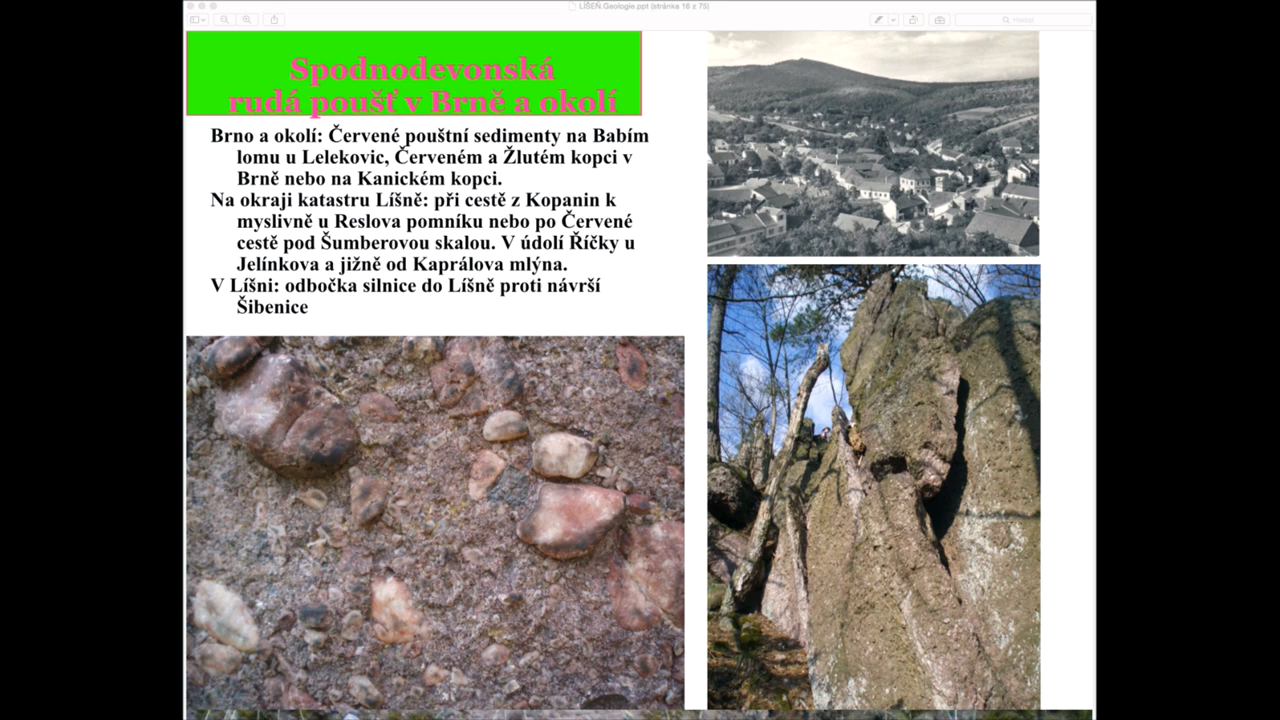 LÍŠEŇ.Geologie.ppt (stránka 16 z 75)
Hledat
Spodnodevonská
rudá poušť v Brně a okolí
Brno a okolí: Červené pouštní sedimenty na Babím
lomu u Lelekovic, Červeném a Žlutém kopci v
Brně nebo na Kanickém kopci.
Na okraji katastru Líšně: při cestě z Kopanin k
myslivně u Reslova pomníku nebo po Červené
cestě pod Šumberovou skalou. V údolí Říčky u
Jelínkova a jižně od Kaprálova mlýna.
V Líšni: odbočka silnice do Líšně proti návrší
Šibenice